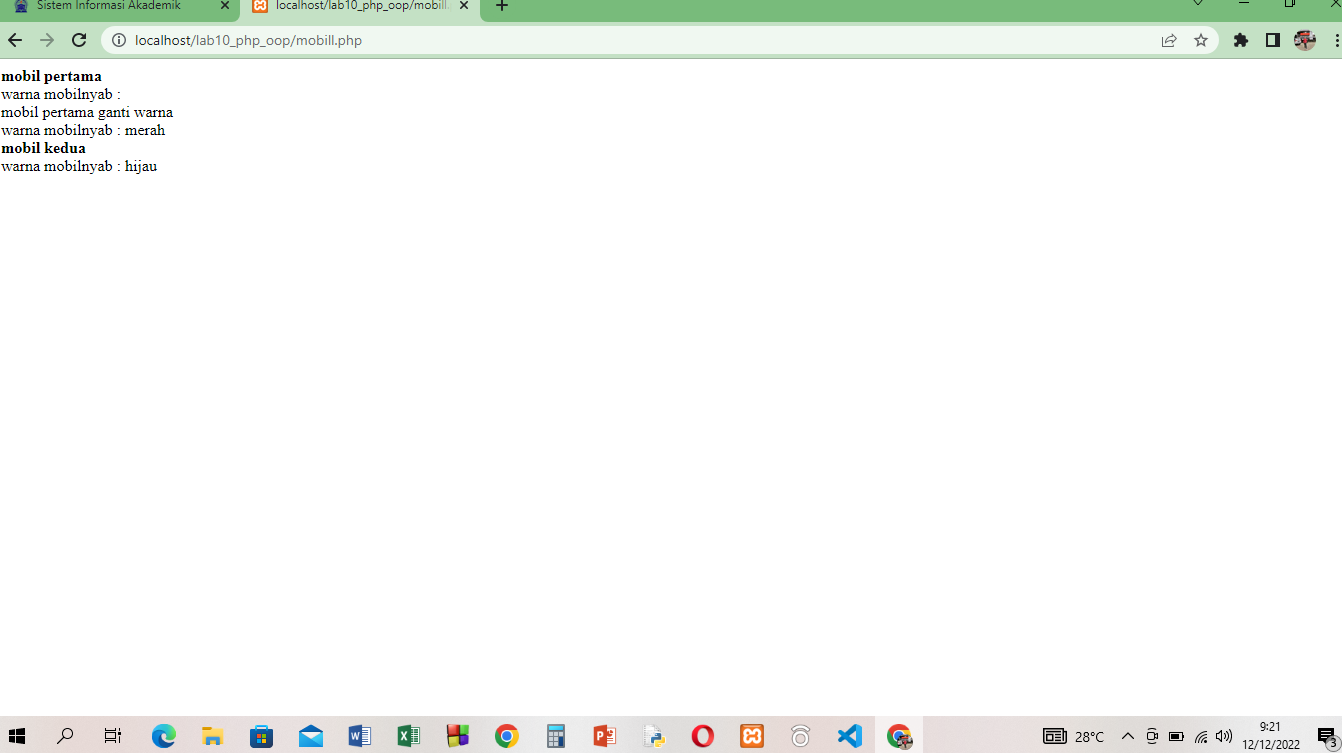 Sistem Informasi Akademik
localhost/lab10_php_oop/mobill.
localhost/lab10_php_oop/mobill.php
mobil pertama
warna mobilnyab :
mobil pertama ganti warna
warna mobilnyab : merah
mobil kedua
warna mobilnyab : hijau
28°C
9:21
12/12/2022
3